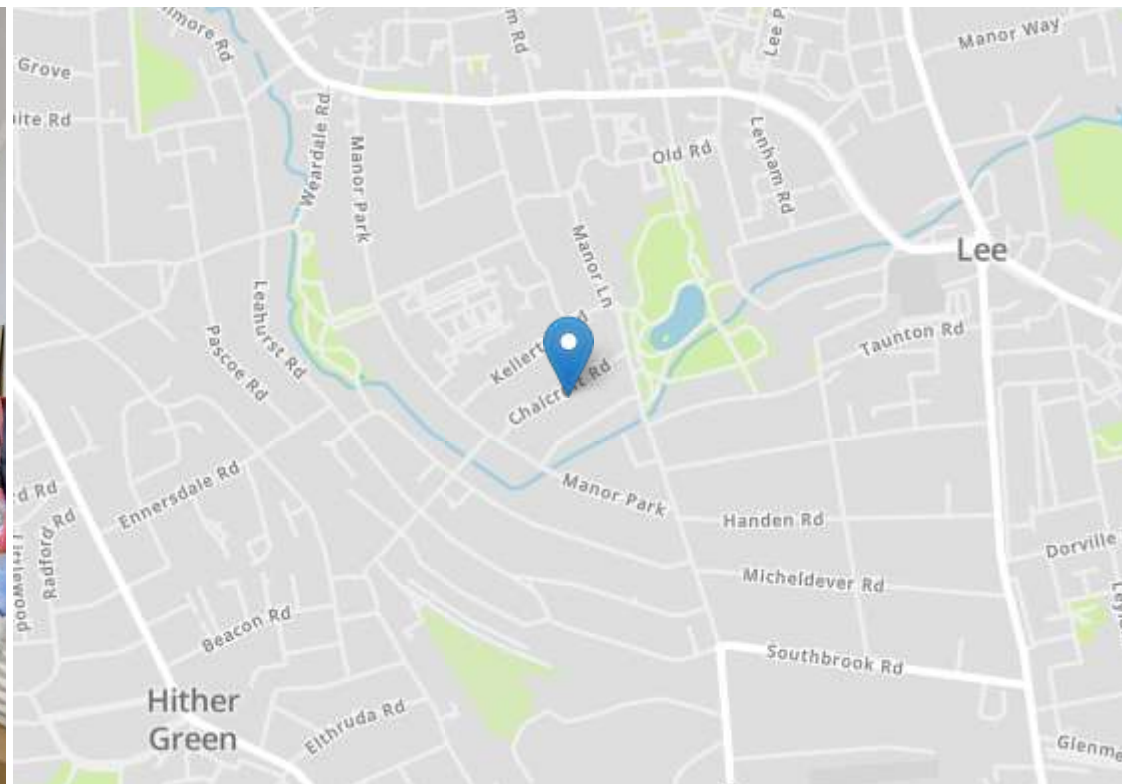 Manor Way
Grove
Old Rd
Lenham Rd
Weardale Rd
Manor Park
Manor Ln
Lee
Leahurst Rd
Pascoe Rd
Taunton Rd
Chalcroft Rd
Ennersdale Rd
Manor Park
Handen Rd
Radford Rd
Dorville
Micheldever Rd
Beacon Rd
Southbrook Rd
Hither
Green
Elthruda Rd
Glenme